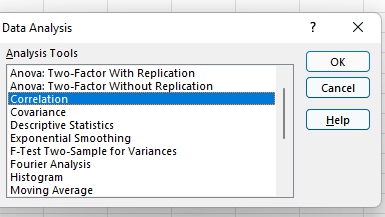 Data Analysis ? ×
Analysis Tools
OK
Anova: Two-Factor With Replication
Anova: Two-Factor Without Replication
Correlation
Covariance
Descriptive Statistics
Exponential Smoothing
F-Test Two-Sample for Variances
Fourier Analysis
Histogram
Moving Average
Cancel
Help